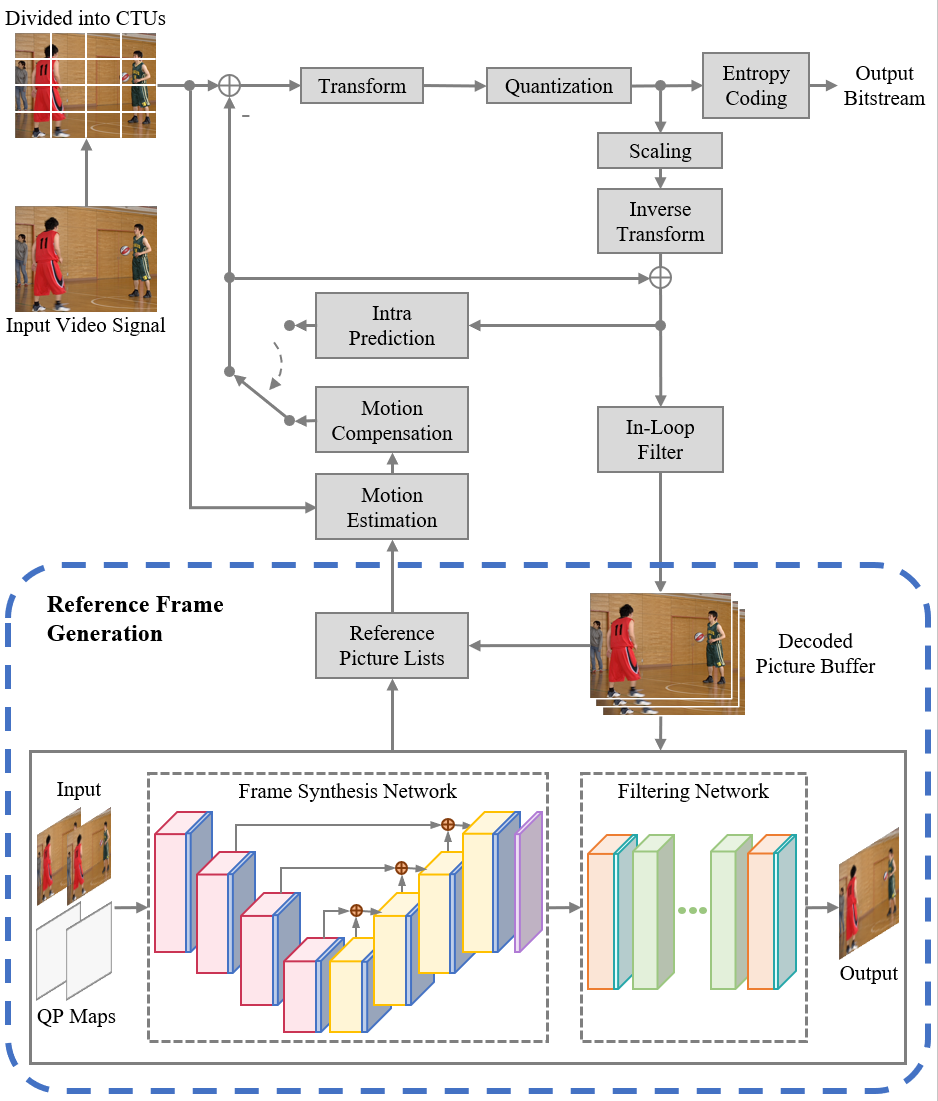 Divided into CTUs
Transform
Quantization
Entropy
Coding
Output
Bitstream
–
Scaling
Inverse
Transform
Input Video Signal
Intra
Prediction
Motion
Compensation
In-Loop
Filter
Motion
Estimation
Reference Frame
Generation
Reference
Picture Lists
Decoded
Picture Buffer
Input
Frame Synthesis Network
Filtering Network
QP Maps
Output